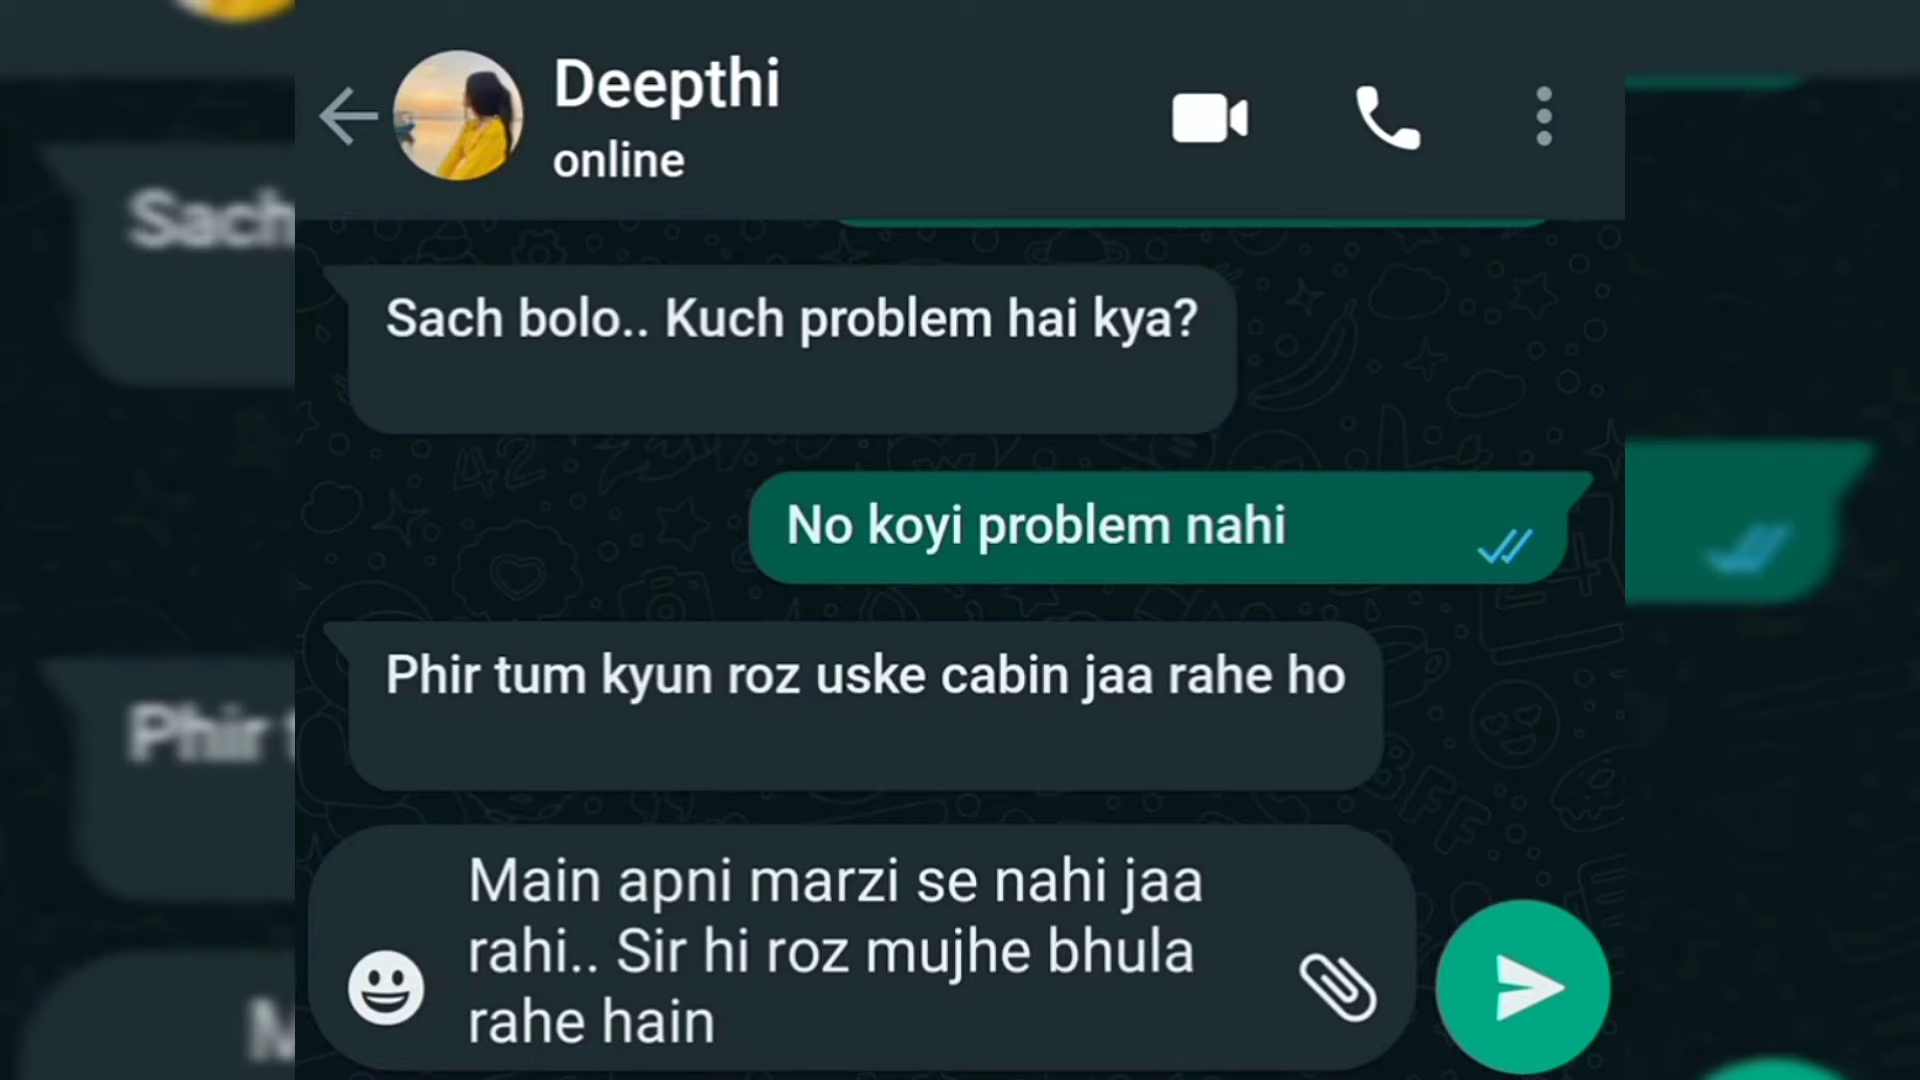 Deepthi
online
Sach bolo.. Kuch problem hai kya?
No koyi problem nahi
Phir tum kyun roz uske cabin jaa rahe ho
Main apni marzi se nahi jaa
rahi.. Sir hi roz mujhe bhula
rahe hain